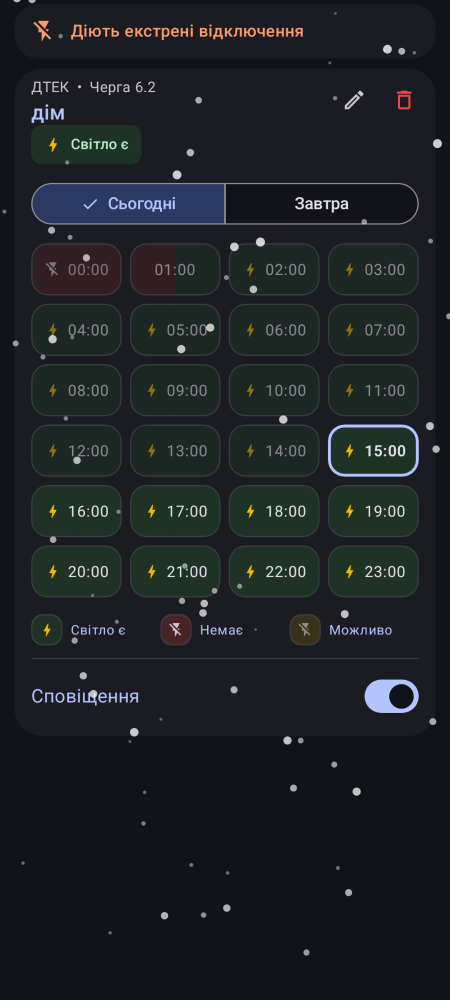 Діють екстрені відключення
ДТЕК • Черга 6.2
дім
Світло є
Сьогодні Завтра
00:00 01:00 02:00 03:00
04:00 05:00 06:00 07:00
08:00 09:00 10:00 11:00
12:00 13:00 14:00 15:00
16:00 17:00 18:00 19:00
20:00 21:00 22:00 23:00
Світло є Немає Можливо
Сповіщення